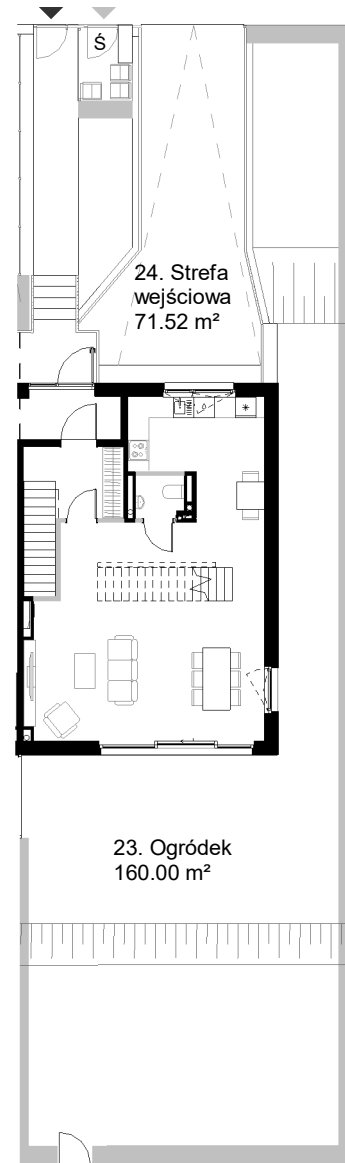 Ś
24. Strefa
wejściowa
71.52 m²
23. Ogródek
160.00 m²